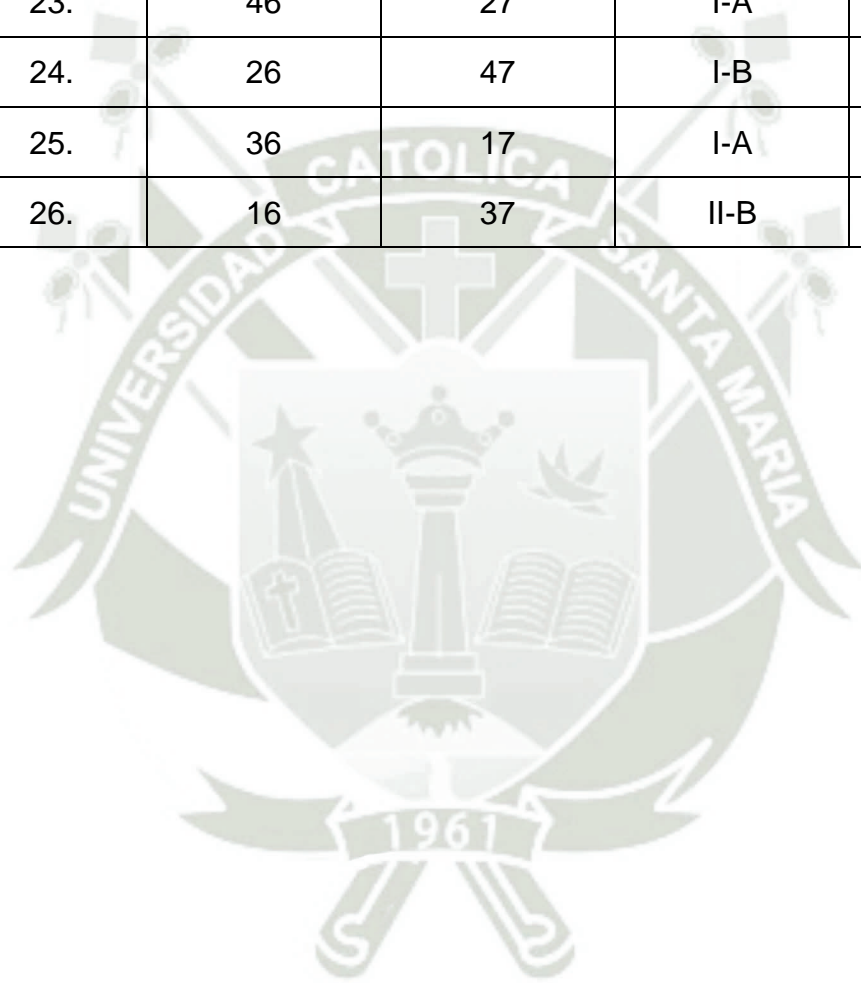 23. 46 27 I-A
24. 26 47 I-B
25. 36 17 I-A
26. 16 37 II-B
CATOLICA
UNIVERSIDAD
SANTA MARIA
1961